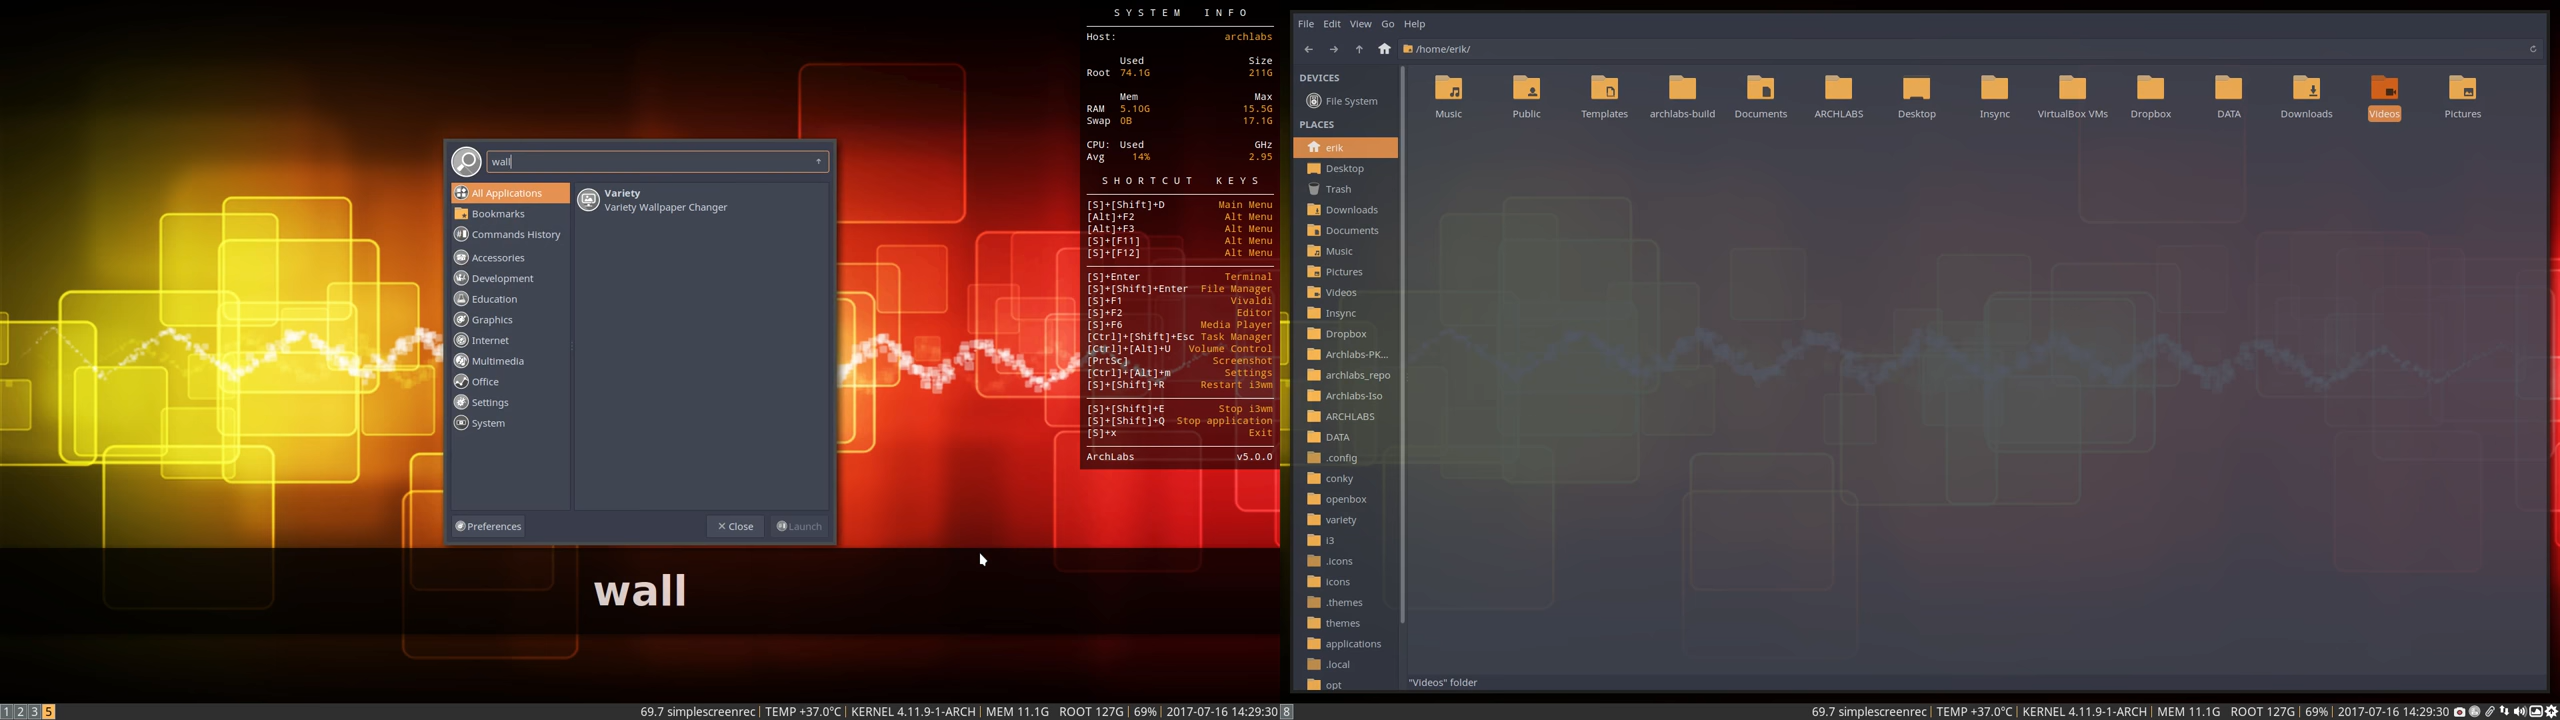 wall
All Applications
Bookmarks
Commands History
Accessories
Development
Education
Graphics
Internet
Multimedia
Office
Settings
System
Variety
Variety Wallpaper Changer
Preferences
Close
Launch
wall
SYSTEM INFO
Host: archlabs
Used Size
Root 74.1G 211G
Mem Max
RAM 5.10G 15.5G
Swap 0B 17.1G
CPU: Used GHz
Avg 14% 2.95
SHORTCUT KEYS
[S]+[Shift]+D Main Menu
[Alt]+F2 Alt Menu
[Alt]+F3 Alt Menu
[S]+[F11] Alt Menu
[S]+[F12] Alt Menu
[S]+Enter Terminal
[S]+[Shift]+Enter File Manager
[S]+F1 Vivaldi
[S]+F2 Editor
[S]+F6 Media Player
[Ctrl]+[Shift]+Esc Task Manager
[Ctrl]+[Alt]+U Volume Control
[PrtSc] Screenshot
[Ctrl]+[Alt]+m Settings
[S]+[Shift]+R Restart i3wm
[S]+[Shift]+E Stop i3wm
[S]+[Shift]+Q Stop application
[S]+x Exit
ArchLabs v5.0.0
File Edit View Go Help
/home/erik/
DEVICES
File System
PLACES
erik
Desktop
Trash
Downloads
Documents
Music
Pictures
Videos
Insync
Dropbox
Archlabs-PK...
archlabs_repo
Archlabs-Iso
ARCHLABS
DATA
.config
conky
openbox
variety
i3
.icons
icons
.themes
themes
applications
.local
opt
Music Public Templates archlabs-build Documents ARCHLABS Desktop Insync VirtualBox VMs Dropbox DATA Downloads Videos Pictures
"Videos" folder
1 2 3 5 69.7 simplescreenrec | TEMP +37.0°C | KERNEL 4.11.9-1-ARCH | MEM 11.1G ROOT 127G | 69% | 2017-07-16 14:29:30
8 69.7 simplescreenrec | TEMP +37.0°C | KERNEL 4.11.9-1-ARCH | MEM 11.1G ROOT 127G | 69% | 2017-07-16 14:29:30